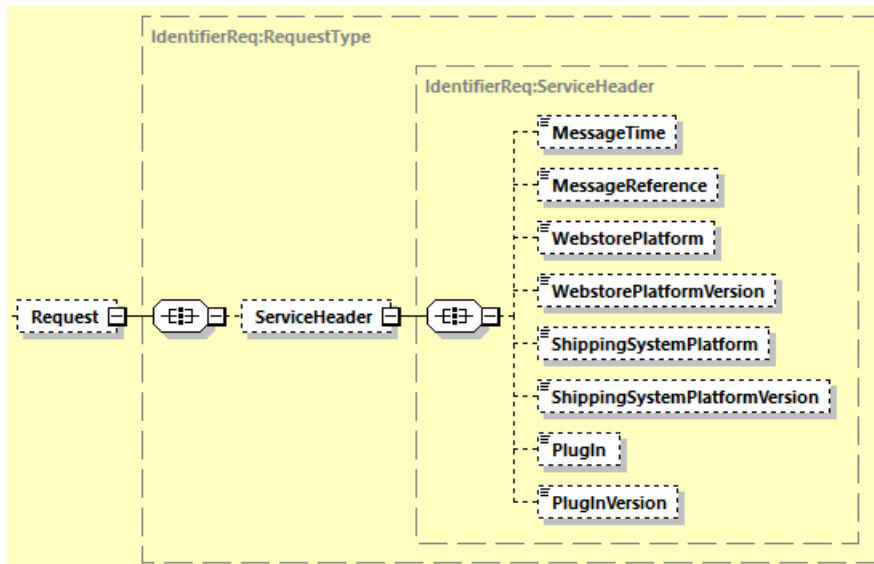 IdentifierReq:RequestType
IdentifierReq:ServiceHeader
MessageTime
MessageReference
WebstorePlatform
WebstorePlatformVersion
Request
ServiceHeader
ShippingSystemPlatform
ShippingSystemPlatformVersion
PlugIn
PlugInVersion